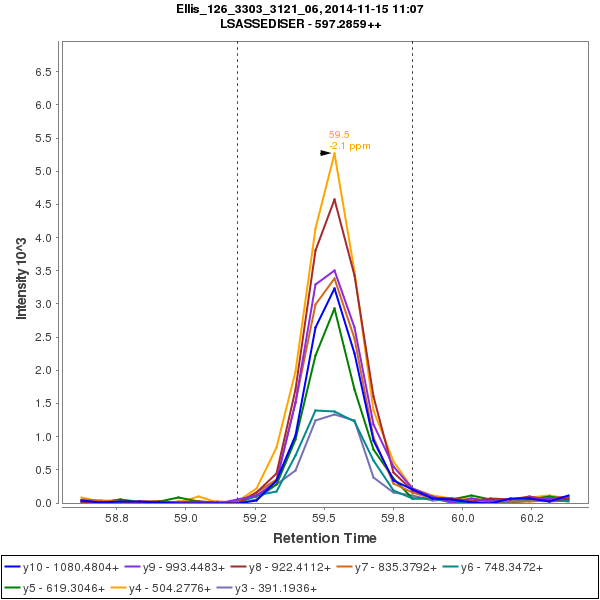 Ellis_126_3303_3121_06, 2014-11-15 11:07
LSASSEDISER - 597.2859++
59.5
-2.1 ppm
6.5
6.0
5.5
5.0
4.5
4.0
3.5
3.0
2.5
2.0
1.5
1.0
0.5
0.0
Intensity 10^3
58.8 59.0 59.2 59.5 59.8 60.0 60.2
Retention Time
y10 - 1080.4804+ y9 - 993.4483+ y8 - 922.4112+ y7 - 835.3792+ y6 - 748.3472+
y5 - 619.3046+ y4 - 504.2776+ y3 - 391.1936+